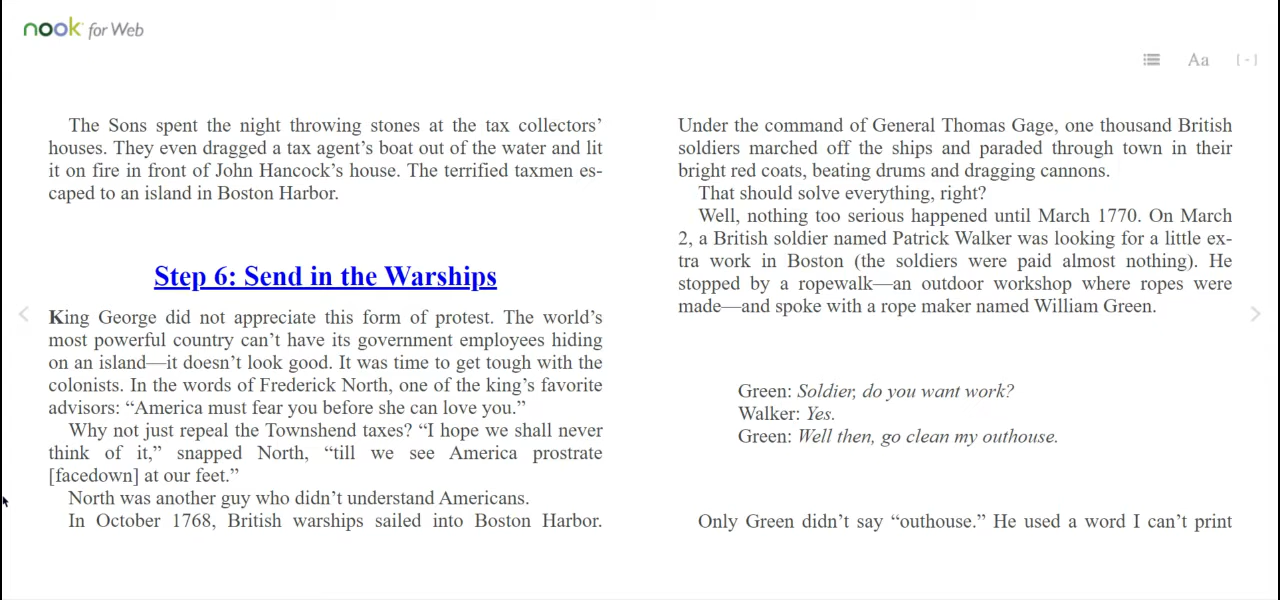 nook for Web
Aa
[-]
The Sons spent the night throwing stones at the tax collectors’
houses. They even dragged a tax agent’s boat out of the water and lit
it on fire in front of John Hancock’s house. The terrified taxmen es-
caped to an island in Boston Harbor.
Step 6: Send in the Warships
King George did not appreciate this form of protest. The world’s
most powerful country can’t have its government employees hiding
on an island—it doesn’t look good. It was time to get tough with the
colonists. In the words of Frederick North, one of the king’s favorite
advisors: “America must fear you before she can love you.”
Why not just repeal the Townshend taxes? “I hope we shall never
think of it,” snapped North, “till we see America prostrate
[facedown] at our feet.”
North was another guy who didn’t understand Americans.
In October 1768, British warships sailed into Boston Harbor.
Under the command of General Thomas Gage, one thousand British
soldiers marched off the ships and paraded through town in their
bright red coats, beating drums and dragging cannons.
That should solve everything, right?
Well, nothing too serious happened until March 1770. On March
2, a British soldier named Patrick Walker was looking for a little ex-
tra work in Boston (the soldiers were paid almost nothing). He
stopped by a ropewalk—an outdoor workshop where ropes were
made—and spoke with a rope maker named William Green.
Green: Soldier, do you want work?
Walker: Yes.
Green: Well then, go clean my outhouse.
Only Green didn’t say “outhouse.” He used a word I can’t print